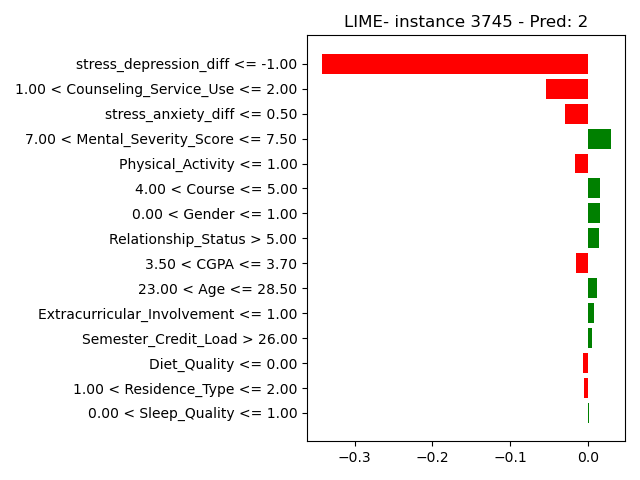 LIME- instance 3745 - Pred: 2
stress_depression_diff <= -1.00
1.00 < Counseling_Service_Use <= 2.00
stress_anxiety_diff <= 0.50
7.00 < Mental_Severity_Score <= 7.50
Physical_Activity <= 1.00
4.00 < Course <= 5.00
0.00 < Gender <= 1.00
Relationship_Status > 5.00
3.50 < CGPA <= 3.70
23.00 < Age <= 28.50
Extracurricular_Involvement <= 1.00
Semester_Credit_Load > 26.00
Diet_Quality <= 0.00
1.00 < Residence_Type <= 2.00
0.00 < Sleep_Quality <= 1.00
−0.3 −0.2 −0.1 0.0